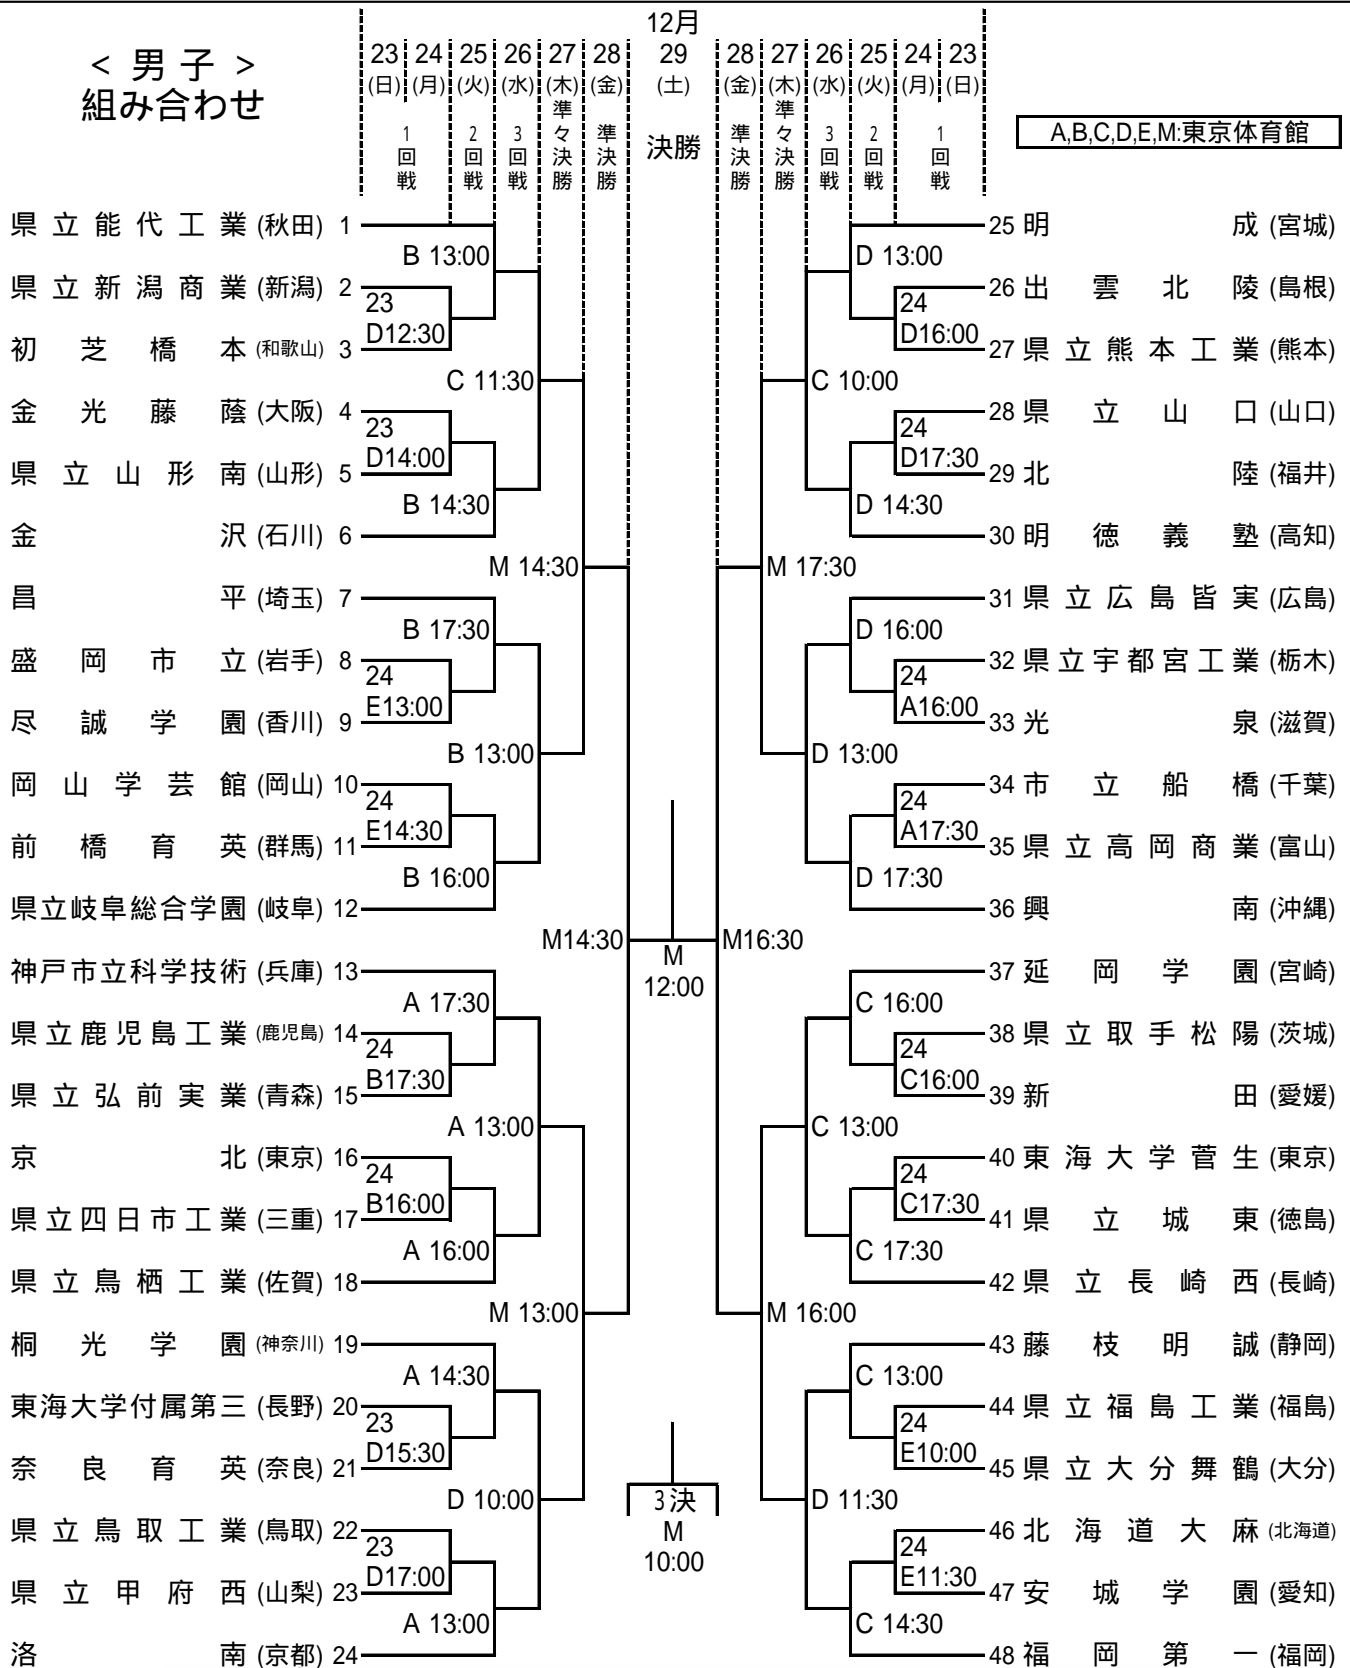 12月
< 男 子 >
組み合わせ
23 24 25 26 27 28 29 28 27 26 25 24 23
(日) (月) (火) (水) (木) (金) (土) (金) (木) (水) (火) (月) (日)
1回戦 2回戦 3回戦 準々決勝 準決勝 決勝 準決勝 準々決勝 3回戦 2回戦 1回戦
A,B,C,D,E,M:東京体育館
県立能代工業 (秋田) 1
B 13:00
県立新潟商業 (新潟) 2
23
D12:30
初芝橋本 (和歌山) 3
C 11:30
金光藤蔭 (大阪) 4
23
D14:00
県立山形南 (山形) 5
B 14:30
金沢 (石川) 6
M 14:30
昌平 (埼玉) 7
B 17:30
盛岡市立 (岩手) 8
24
E13:00
尽誠学園 (香川) 9
B 13:00
岡山学芸館 (岡山) 10
24
E14:30
前橋育英 (群馬) 11
B 16:00
県立岐阜総合学園 (岐阜) 12
M14:30
神戸市立科学技術 (兵庫) 13
A 17:30
県立鹿児島工業 (鹿児島) 14
24
B17:30
県立弘前実業 (青森) 15
A 13:00
京北 (東京) 16
24
B16:00
県立四日市工業 (三重) 17
A 16:00
県立鳥栖工業 (佐賀) 18
M 13:00
桐光学園 (神奈川) 19
A 14:30
東海大学付属第三 (長野) 20
23
D15:30
奈良育英 (奈良) 21
D 10:00
県立鳥取工業 (鳥取) 22
23
D17:00
県立甲府西 (山梨) 23
A 13:00
洛南 (京都) 24
M
12:00
3決
M
10:00
25 明成 (宮城)
D 13:00
26 出雲北陵 (島根)
24
D16:00
27 県立熊本工業 (熊本)
C 10:00
28 県立山口 (山口)
24
D17:30
29 北陸 (福井)
D 14:30
30 明徳義塾 (高知)
M 17:30
31 県立広島皆実 (広島)
D 16:00
32 県立宇都宮工業 (栃木)
24
A16:00
33 光泉 (滋賀)
D 13:00
34 市立船橋 (千葉)
24
A17:30
35 県立高岡商業 (富山)
D 17:30
36 興南 (沖縄)
M16:30
37 延岡学園 (宮崎)
C 16:00
38 県立取手松陽 (茨城)
24
C16:00
39 新田 (愛媛)
C 13:00
40 東海大学菅生 (東京)
24
C17:30
41 県立城東 (徳島)
C 17:30
42 県立長崎西 (長崎)
M 16:00
43 藤枝明誠 (静岡)
C 13:00
44 県立福島工業 (福島)
24
E10:00
45 県立大分舞鶴 (大分)
D 11:30
46 北海道大麻 (北海道)
24
E11:30
47 安城学園 (愛知)
C 14:30
48 福岡第一 (福岡)